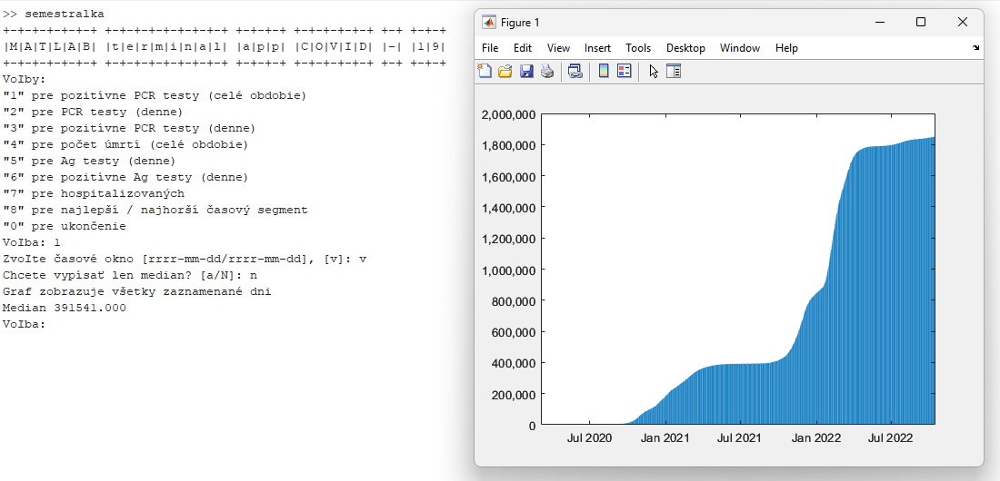 >> semestralka
+-+-+-+-+-+-+ +-+-+-+-+-+-+-+-+ +-+-+-+ +-+-+-+-+-+ +-+ +-+-+
|M|A|T|L|A|B| |t|e|r|m|i|n|a|l| |a|p|p| |C|O|V|I|D| |-| |1|9|
+-+-+-+-+-+-+ +-+-+-+-+-+-+-+-+ +-+-+-+ +-+-+-+-+-+ +-+ +-+-+
Voľby:
"1" pre pozitívne PCR testy (celé obdobie)
"2" pre PCR testy (denne)
"3" pre pozitívne PCR testy (denne)
"4" pre počet úmrtí (celé obdobie)
"5" pre Ag testy (denne)
"6" pre pozitívne Ag testy (denne)
"7" pre hospitalizovaných
"8" pre najlepší / najhorší časový segment
"0" pre ukončenie
Voľba: 1
Zvoľte časové okno [rrrr-mm-dd/rrrr-mm-dd], [v]: v
Chcete vypísať len median? [a/N]: n
Graf zobrazuje všetky zaznamenané dni
Median 391541.000
Voľba:
Figure 1
File Edit View Insert Tools Desktop Window Help
2,000,000
1,800,000
1,600,000
1,400,000
1,200,000
1,000,000
800,000
600,000
400,000
200,000
0
Jul 2020 Jan 2021 Jul 2021 Jan 2022 Jul 2022